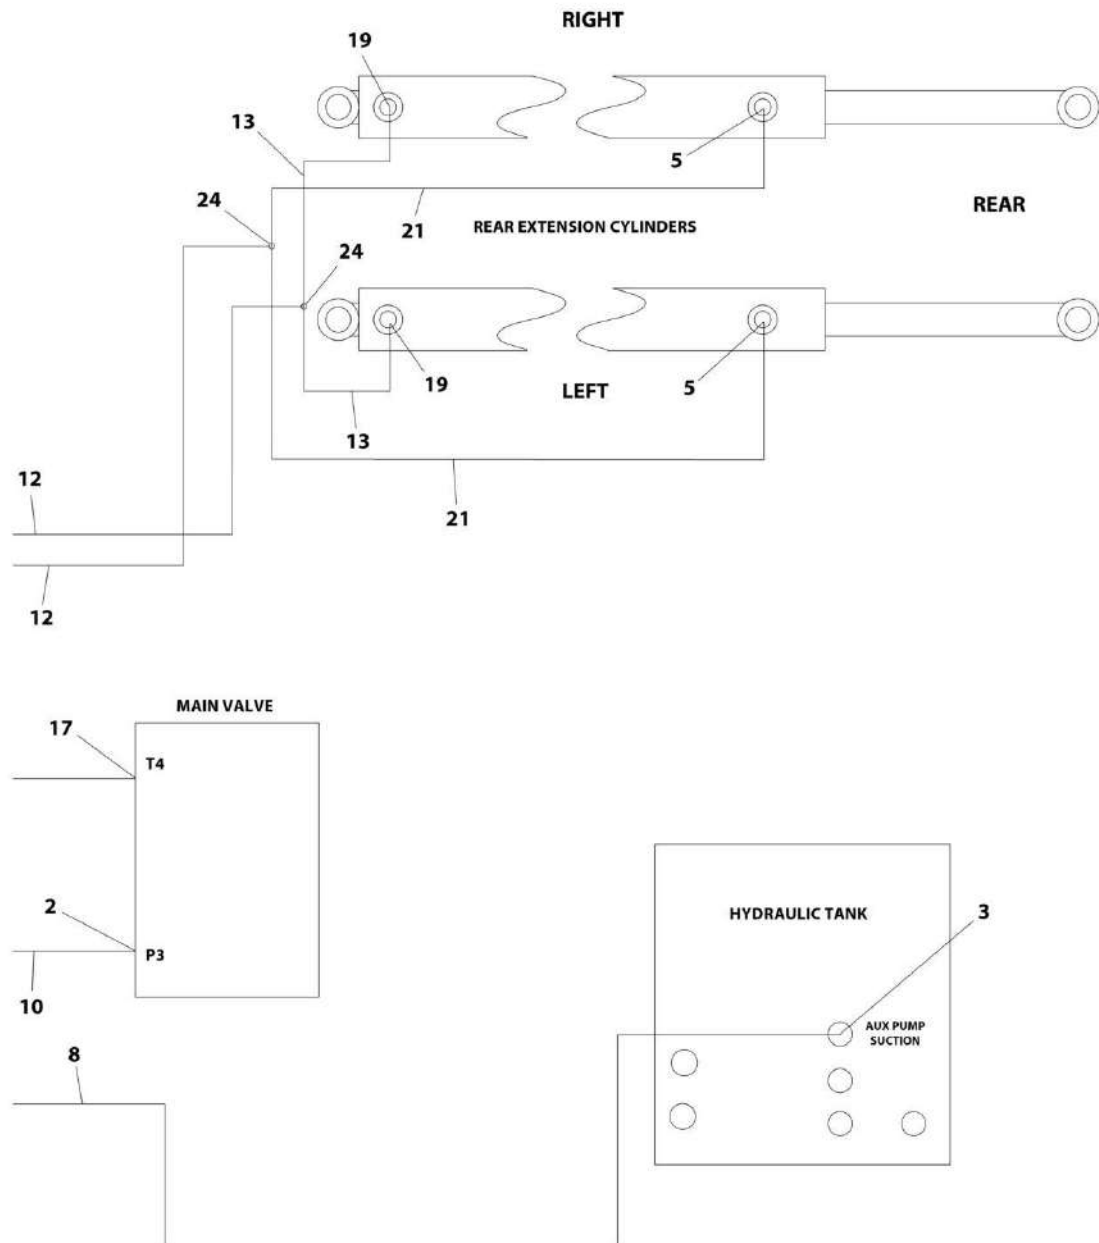 RIGHT
19
13
5
24
21
REAR EXTENSION CYLINDERS
REAR
24
19
LEFT
5
13
12
21
12
MAIN VALVE
17
T4
2
P3
10
HYDRAULIC TANK
3
AUX PUMP
SUCTION
8